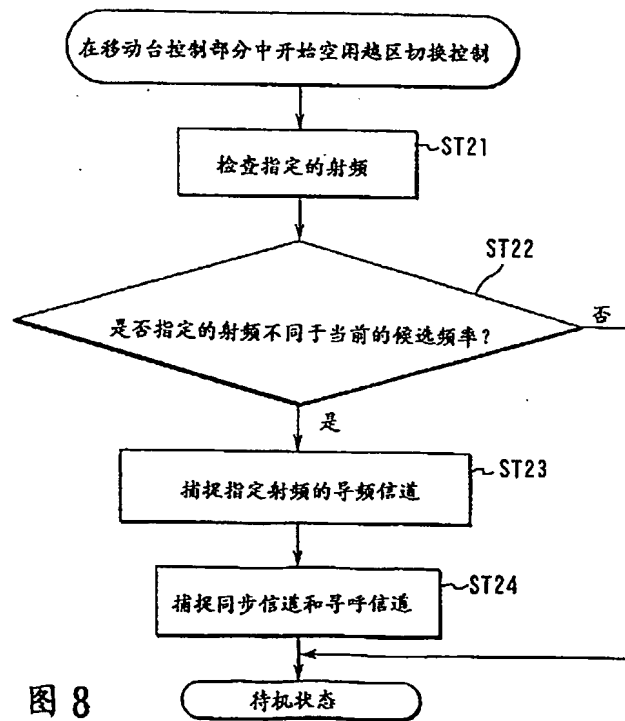 在移动台控制部分中开始空闲越区切换控制
ST21
检查指定的射频
ST22
是否指定的射频不同于当前的候选频率?
否
是
ST23
捕捉指定射频的导频信道
ST24
捕捉同步信道和寻呼信道
待机状态
图 8